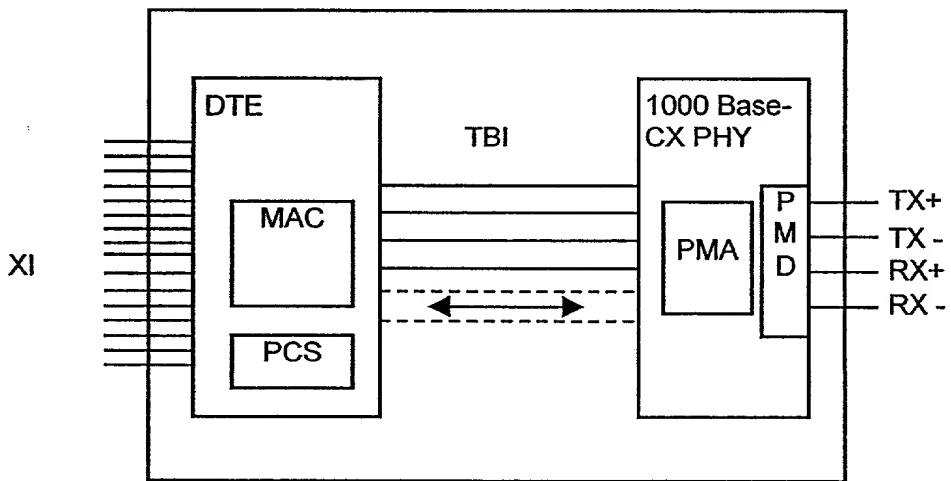 DTE
1000 Base-
CX PHY
TBI
MAC
PMA
P
M
D
TX+
TX -
RX+
RX -
XI
PCS